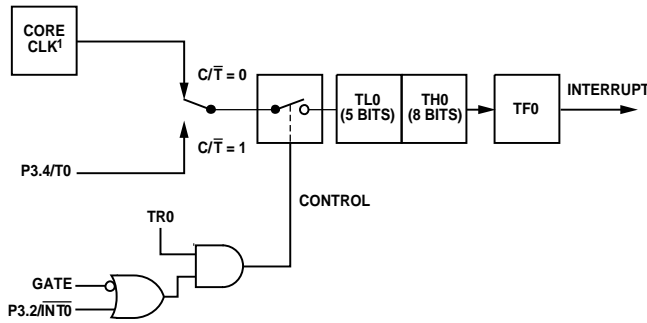 CORE
CLK¹
C/T̅ = 0
C/T̅ = 1
P3.4/T0
TL0
(5 BITS)
TH0
(8 BITS)
TF0
INTERRUPT
CONTROL
TR0
GATE
P3.2/I̅N̅T̅0̅